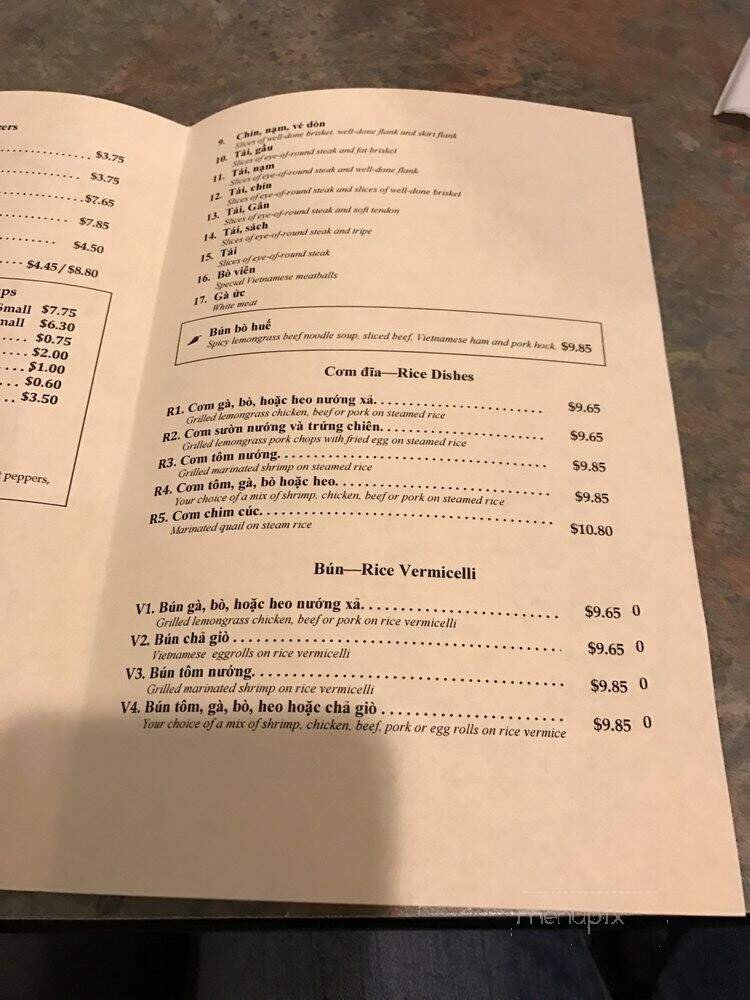 $3.75
$3.75
$7.65
$7.85
$4.50
$4.45 / $8.80
Small $7.75
$6.30
$0.75
$2.00
$1.00
$0.60
$3.50
peppers,
9. Chín, nạm, vè dòn
Slices of well-done brisket, well-done flank and skirt flank
10. Tái, gầu
Slices of eye-of-round steak and fat brisket
11. Tái, nạm
Slices of eye-of-round steak and well-done flank
12. Tái, chín
Slices of eye-of-round steak and slices of well-done brisket
13. Tái, Gân
Slices of eye-of-round steak and soft tendon
14. Tái, sách
Slices of eye-of-round steak and tripe
15. Tái
Slices of eye-of-round steak
16. Bò viên
Special Vietnamese meatballs
17. Gà ức
White meat
Bún bò huế
Spicy lemongrass beef noodle soup, sliced beef, Vietnamese ham and pork hock. $9.85
Cơm đĩa—Rice Dishes
R1. Cơm gà, bò, hoặc heo nướng xả. $9.65
Grilled lemongrass chicken, beef or pork on steamed rice
R2. Cơm sườn nướng và trứng chiên. $9.65
Grilled lemongrass pork chops with fried egg on steamed rice
R3. Cơm tôm nướng. $9.85
Grilled marinated shrimp on steamed rice
R4. Cơm tôm, gà, bò hoặc heo. $9.85
Your choice of a mix of shrimp, chicken, beef or pork on steamed rice
R5. Cơm chim cúc. $10.80
Marinated quail on steam rice
Bún—Rice Vermicelli
V1. Bún gà, bò, hoặc heo nướng xả. $9.65 0
Grilled lemongrass chicken, beef or pork on rice vermicelli
V2. Bún chả giò $9.65 0
Vietnamese eggrolls on rice vermicelli
V3. Bún tôm nướng. $9.85 0
Grilled marinated shrimp on rice vermicelli
V4. Bún tôm, gà, bò, heo hoặc chả giò $9.85 0
Your choice of a mix of shrimp, chicken, beef, pork or egg rolls on rice vermice
menupix